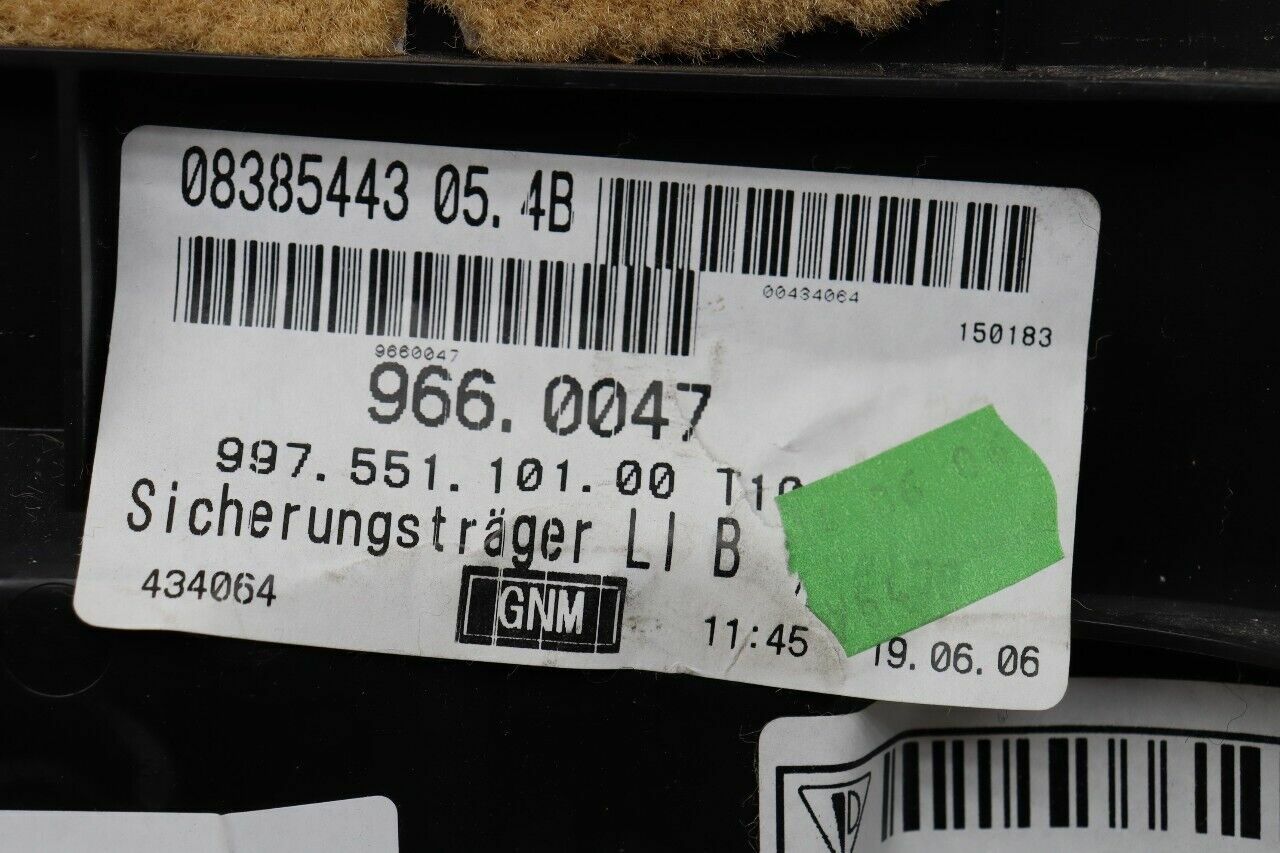 08385443 05.4B
00434064
150183
9660047
966.0047
997.551.101.00
Sicherungsträger LI B
434064
GNM
11:45
19.06.06
D